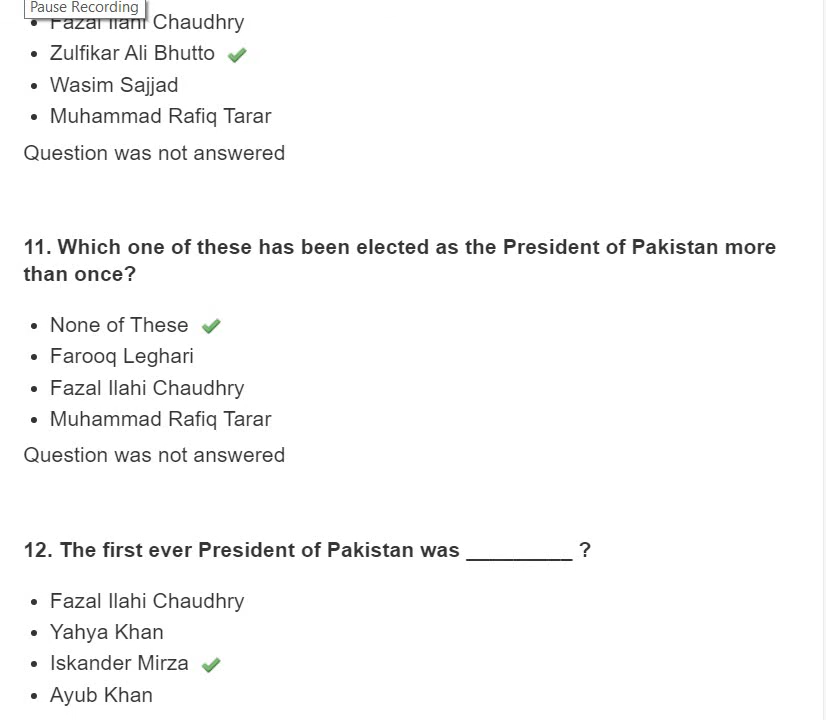 Pause Recording
Chaudhry
Zulfikar Ali Bhutto
Wasim Sajjad
Muhammad Rafiq Tarar
Question was not answered
11. Which one of these has been elected as the President of Pakistan more
than once?
None of These
Farooq Leghari
Fazal Ilahi Chaudhry
Muhammad Rafiq Tarar
Question was not answered
12. The first ever President of Pakistan was _________ ?
Fazal Ilahi Chaudhry
Yahya Khan
Iskander Mirza
Ayub Khan